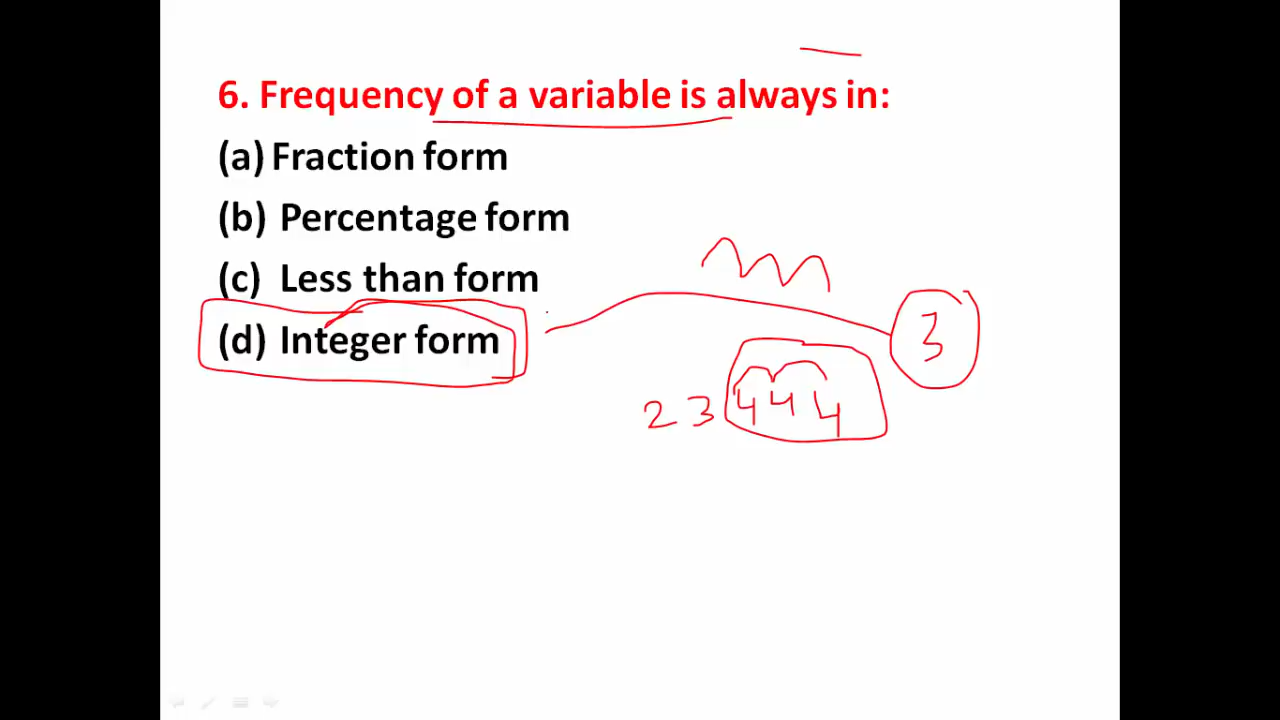 6. Frequency of a variable is always in:
(a) Fraction form
(b) Percentage form
(c) Less than form
(d) Integer form
3
2 3 4 4 4